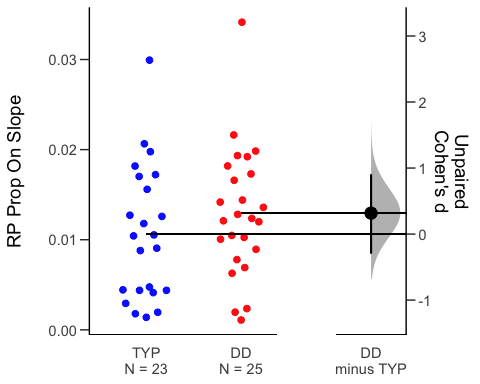 RP Prop On Slope
0.03
0.02
0.01
0.00
3
2
1
0
-1
Unpaired
Cohen's d
TYP
N = 23
DD
N = 25
DD
minus TYP